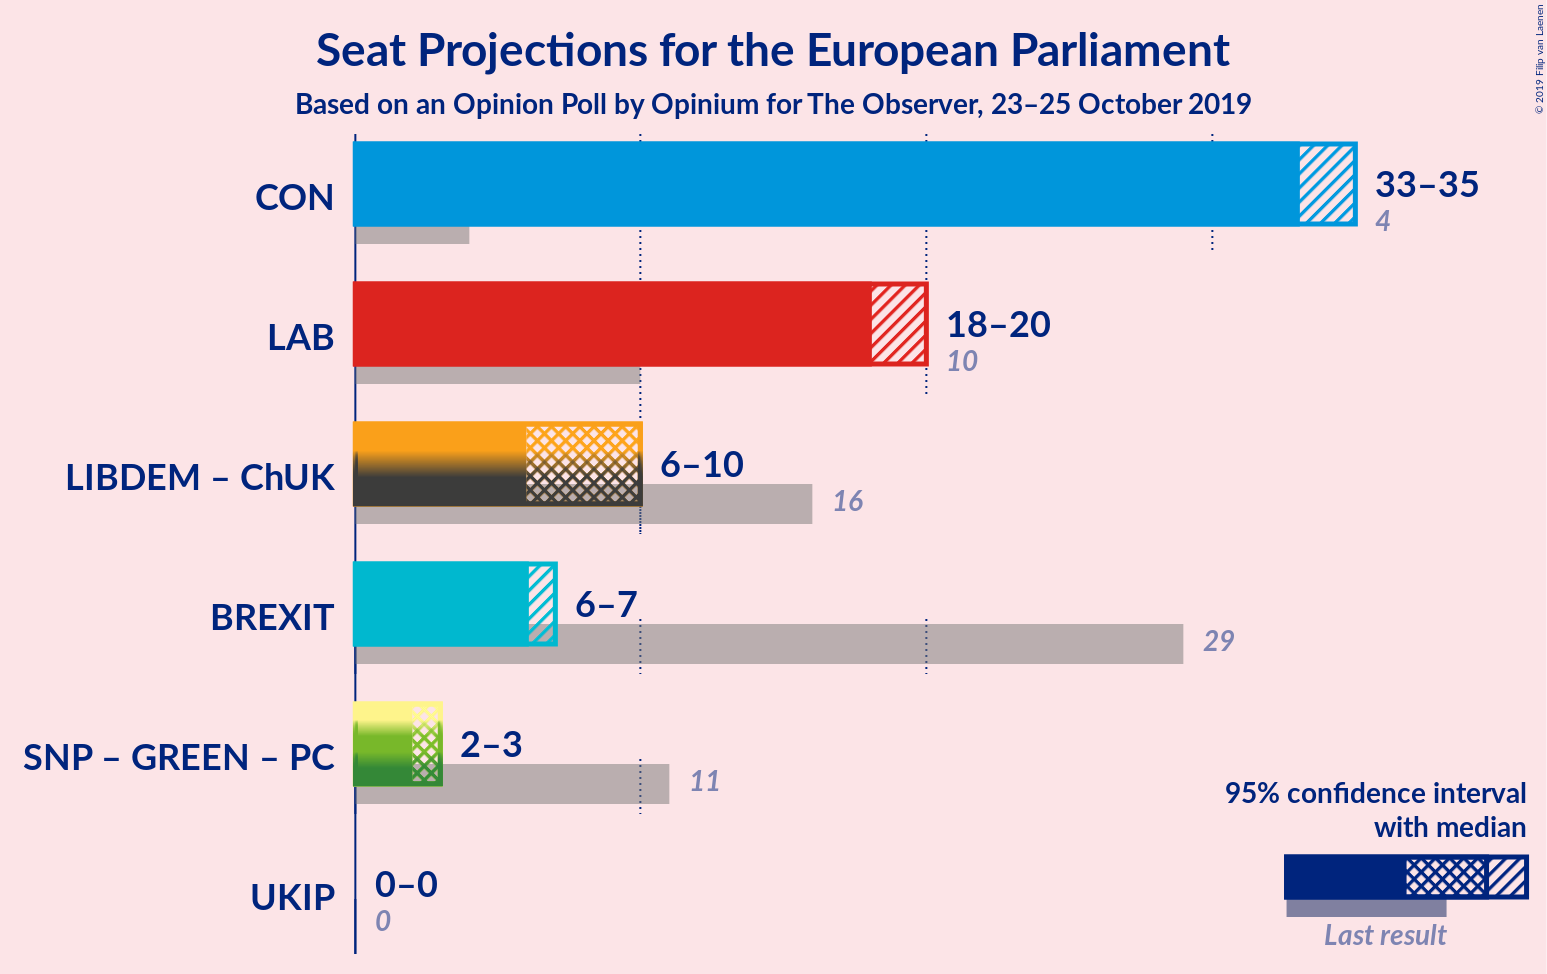 Seat Projections for the European Parliament
Based on an Opinion Poll by Opinium for The Observer, 23–25 October 2019
© 2019 Filip van Laenen
CON
33–35
4
LAB
18–20
10
LIBDEM – ChUK
6–10
16
BREXIT
6–7
29
SNP – GREEN – PC
2–3
11
UKIP
0–0
0
95% confidence interval
with median
Last result